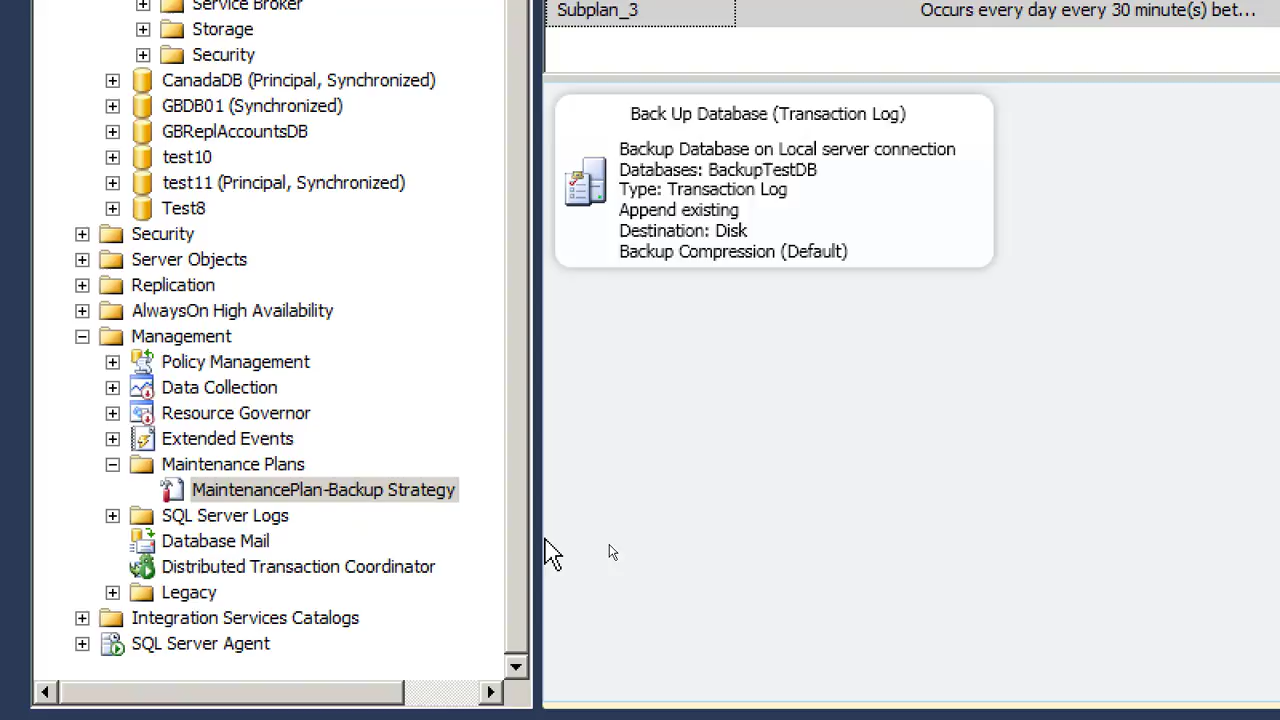 Service Broker
Storage
Security
CanadaDB (Principal, Synchronized)
GBDB01 (Synchronized)
GBReplAccountsDB
test10
test11 (Principal, Synchronized)
Test8
Security
Server Objects
Replication
AlwaysOn High Availability
Management
Policy Management
Data Collection
Resource Governor
Extended Events
Maintenance Plans
MaintenancePlan-Backup Strategy
SQL Server Logs
Database Mail
Distributed Transaction Coordinator
Legacy
Integration Services Catalogs
SQL Server Agent
Subplan_3
Occurs every day every 30 minute(s) bet...
Back Up Database (Transaction Log)
Backup Database on Local server connection
Databases: BackupTestDB
Type: Transaction Log
Append existing
Destination: Disk
Backup Compression (Default)